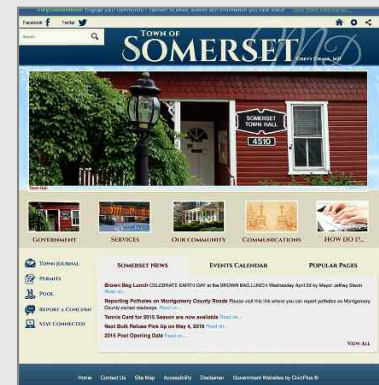 Facebook Twitter
Search
TOWN OF
SOMERSET
CHEVY CHASE, MD
SOMERSET
TOWN HALL
4510
Town Hall
GOVERNMENT SERVICES OUR COMMUNITY COMMUNICATIONS HOW DO I?...
TOWN JOURNAL
PERMITS
POOL
REPORT A CONCERN
STAY CONNECTED
SOMERSET NEWS EVENTS CALENDAR POPULAR PAGES
Brown Bag Lunch CELEBRATE EARTH DAY at the BROWN BAG LUNCH Wednesday April 22 by Mayor Jeffrey Slavin
Read on...
Reporting Potholes on Montgomery County Roads Please visit this link where you can report potholes on Montgomery
County owned roadways. Read on...
Tennis Card for 2015 Season are now available Read on...
Next Bulk Refuse Pick Up on May 4, 2015 Read on...
2015 Pool Opening Date Read on...
VIEW ALL
Home Contact Us Site Map Accessibility Disclaimer Government Websites by CivicPlus ®